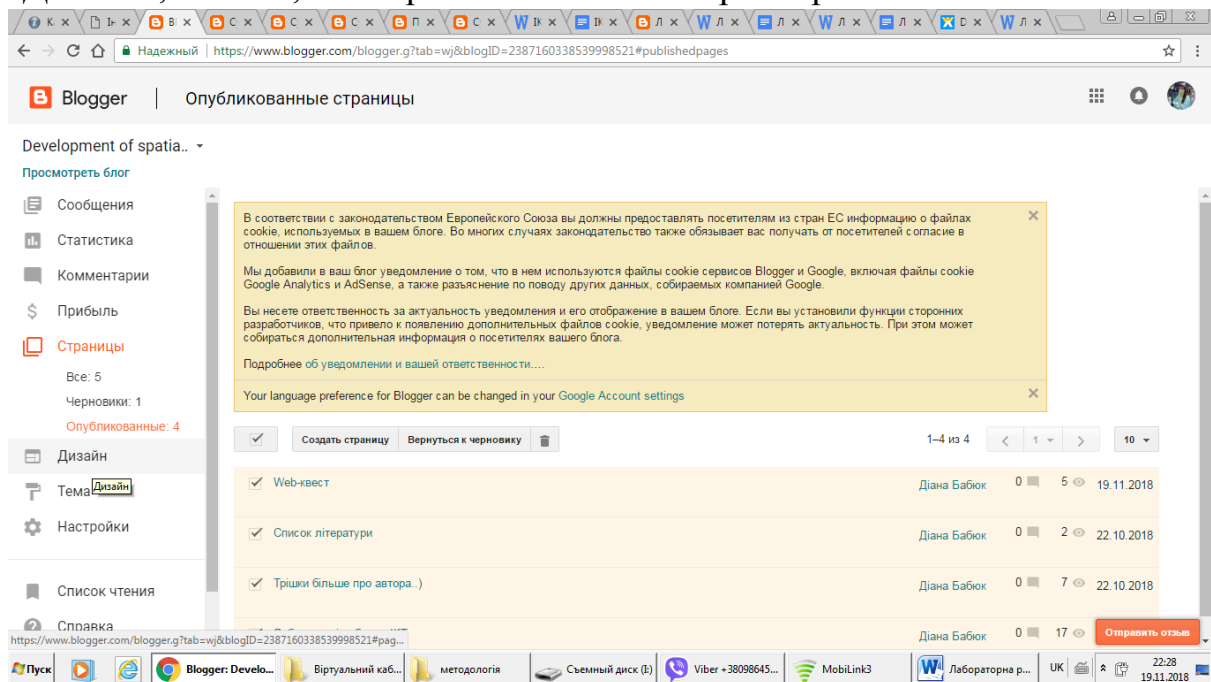 К
Ін
Bl
С
С
С
П
С
ІК
ІК
Л
Л
Л
Л
Л
D
Л
Надежный
https://www.blogger.com/blogger.g?tab=wj&blogID=2387160338539998521#publishedpages
Blogger
Опубликованные страницы
Development of spatia..
Просмотреть блог
Сообщения
Статистика
Комментарии
Прибыль
Страницы
Все: 5
Черновики: 1
Опубликованные: 4
Дизайн
Тема
Дизайн
Настройки
Список чтения
Справка
В соответствии с законодательством Европейского Союза вы должны предоставлять посетителям из стран ЕС информацию о файлах
cookie, используемых в вашем блоге. Во многих случаях законодательство также обязывает вас получать от посетителей согласие в
отношении этих файлов.
Мы добавили в ваш блог уведомление о том, что в нем используются файлы cookie сервисов Blogger и Google, включая файлы cookie
Google Analytics и AdSense, а также разъяснение по поводу других данных, собираемых компанией Google.
Вы несете ответственность за актуальность уведомления и его отображение в вашем блоге. Если вы установили функции сторонних
разработчиков, что привело к появлению дополнительных файлов cookie, уведомление может потерять актуальность. При этом может
собираться дополнительная информация о посетителях вашего блога.
Подробнее об уведомлении и вашей ответственности....
Your language preference for Blogger can be changed in your Google Account settings
Создать страницу Вернуться к черновику 1–4 из 4 1 10
Web-квест Діана Бабюк 0 5 19.11.2018
Список літератури Діана Бабюк 0 2 22.10.2018
Трішки більше про автора..) Діана Бабюк 0 7 22.10.2018
Діана Бабюк 0 17
Отправить отзыв
https://www.blogger.com/blogger.g?tab=wj&blogID=2387160338539998521#pag...
Пуск
Blogger: Develo...
Віртуальний каб...
методологія
Съемный диск (I:)
Viber +38098645...
MobiLink3
Лабораторна р...
UK
22:28
19.11.2018